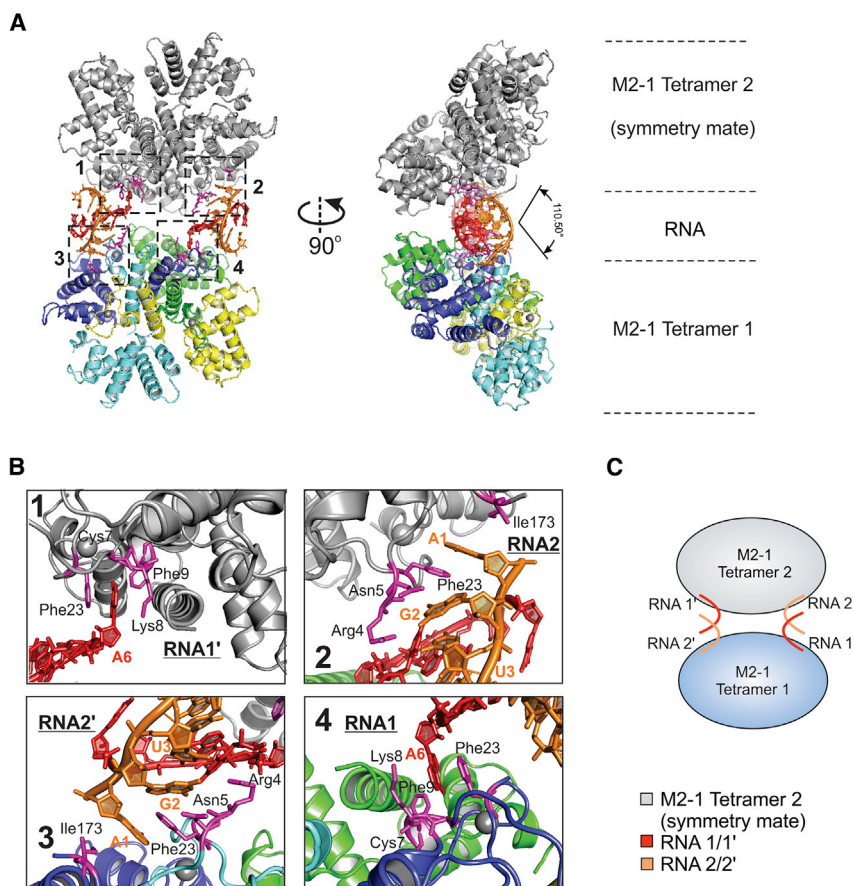 A
1
2
3
4
90°
110.50°
M2-1 Tetramer 2
(symmetry mate)
RNA
M2-1 Tetramer 1
B
1
Cys7
Phe9
Phe23
Lys8
A6
RNA1'
2
Ile173
A1
RNA2
Asn5
Phe23
G2
Arg4
U3
RNA2'
U3
Arg4
G2
Asn5
Ile173
A1
Phe23
3
4
RNA1
A6
Phe23
Lys8
Phe9
Cys7
C
M2-1
Tetramer 2
RNA 1'
RNA 2
RNA 2'
RNA 1
M2-1
Tetramer 1
M2-1 Tetramer 2
(symmetry mate)
RNA 1/1'
RNA 2/2'